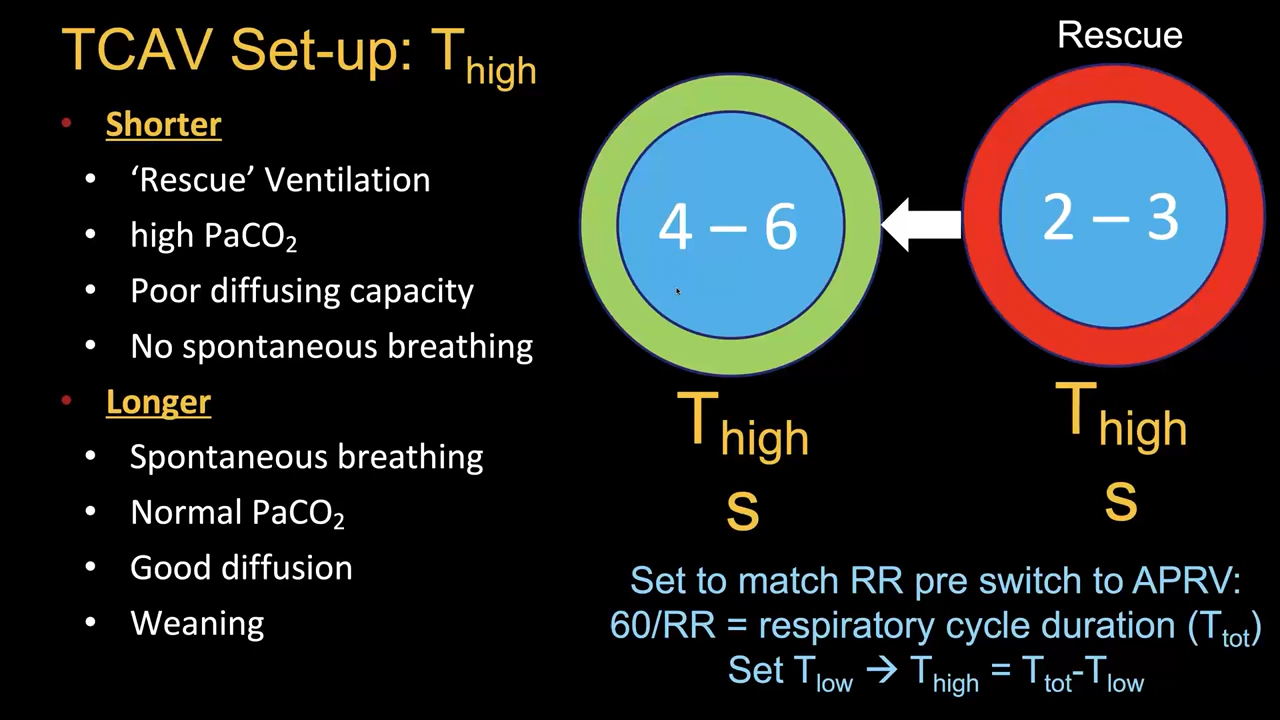 TCAV Set-up: Thigh
• Shorter
• ‘Rescue’ Ventilation
• high PaCO₂
• Poor diffusing capacity
• No spontaneous breathing
• Longer
• Spontaneous breathing
• Normal PaCO₂
• Good diffusion
• Weaning
4 – 6
Thigh
s
Rescue
2 – 3
Thigh
s
Set to match RR pre switch to APRV:
60/RR = respiratory cycle duration (Ttot)
Set Tlow → Thigh = Ttot-Tlow